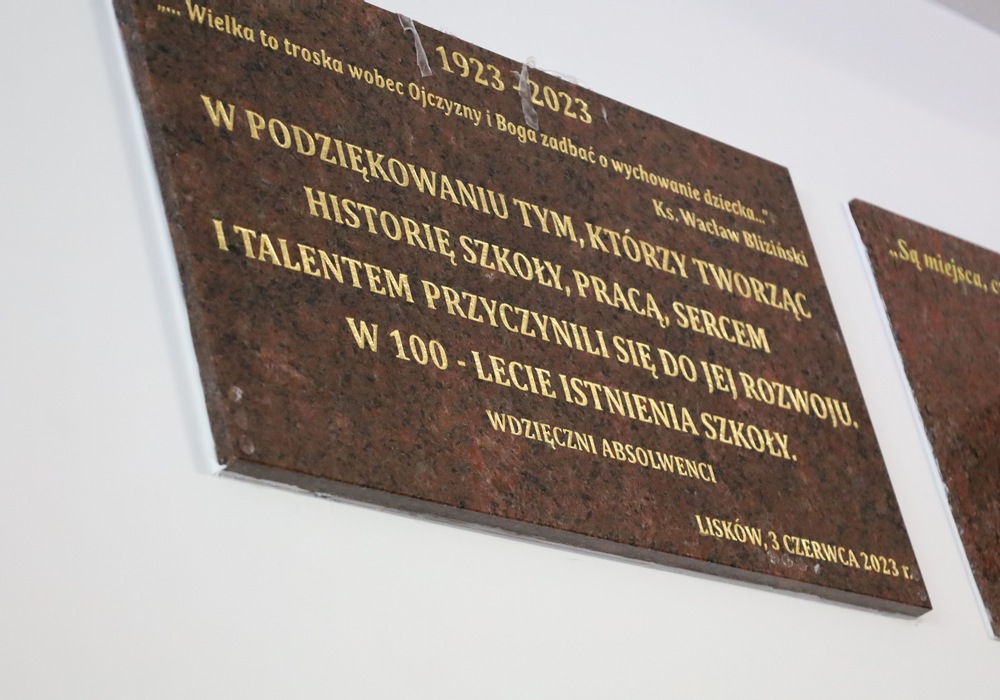 1923 - 2023
„... Wielka to troska wobec Ojczyzny i Boga zadbać o wychowanie dziecka...”
Ks. Wacław Bliziński
W PODZIĘKOWANIU TYM, KTÓRZY TWORZĄC
HISTORIĘ SZKOŁY, PRACĄ, SERCEM
I TALENTEM PRZYCZYNILI SIĘ DO JEJ ROZWOJU.
W 100 - LECIE ISTNIENIA SZKOŁY.
WDZIĘCZNI ABSOLWENCI
LISKÓW, 3 CZERWCA 2023 r.
„Są miejsca,